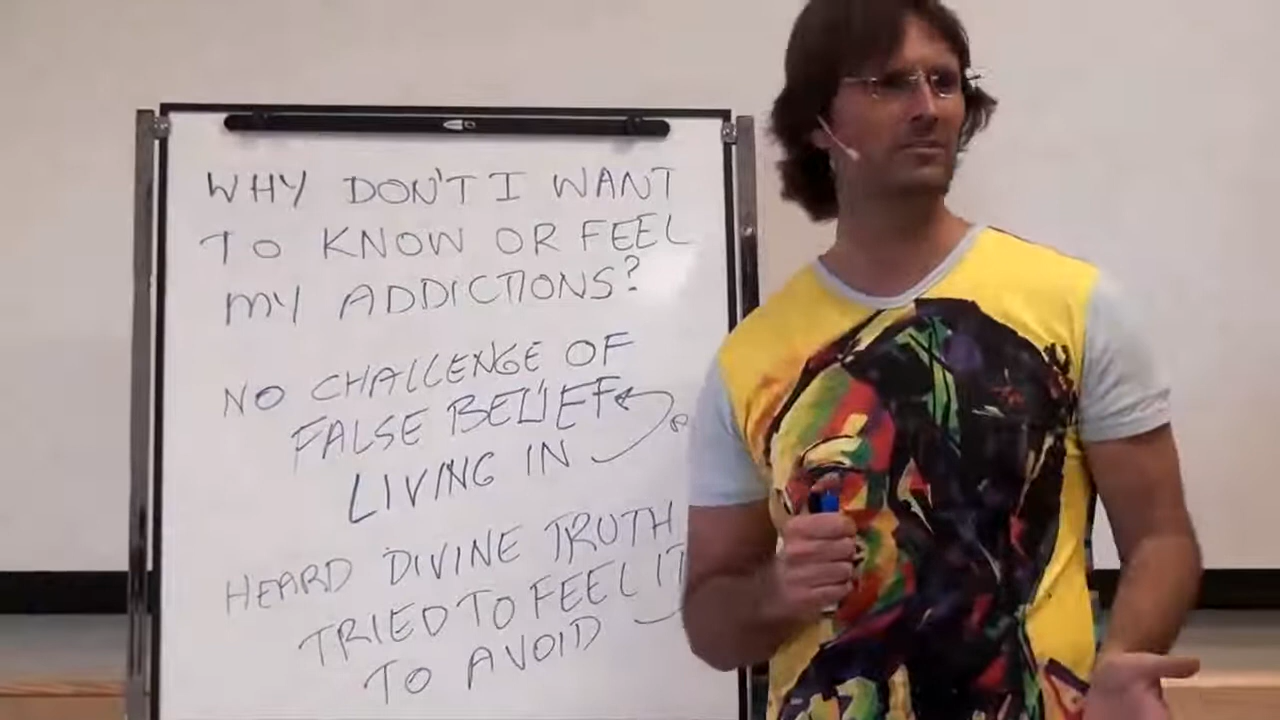 WHY DON'T I WANT
TO KNOW OR FEEL
MY ADDICTIONS?
NO CHALLENGE OF
FALSE BELIEFS
LIVING IN
HEARD DIVINE TRUTH
TRIED TO FEEL IT
TO AVOID